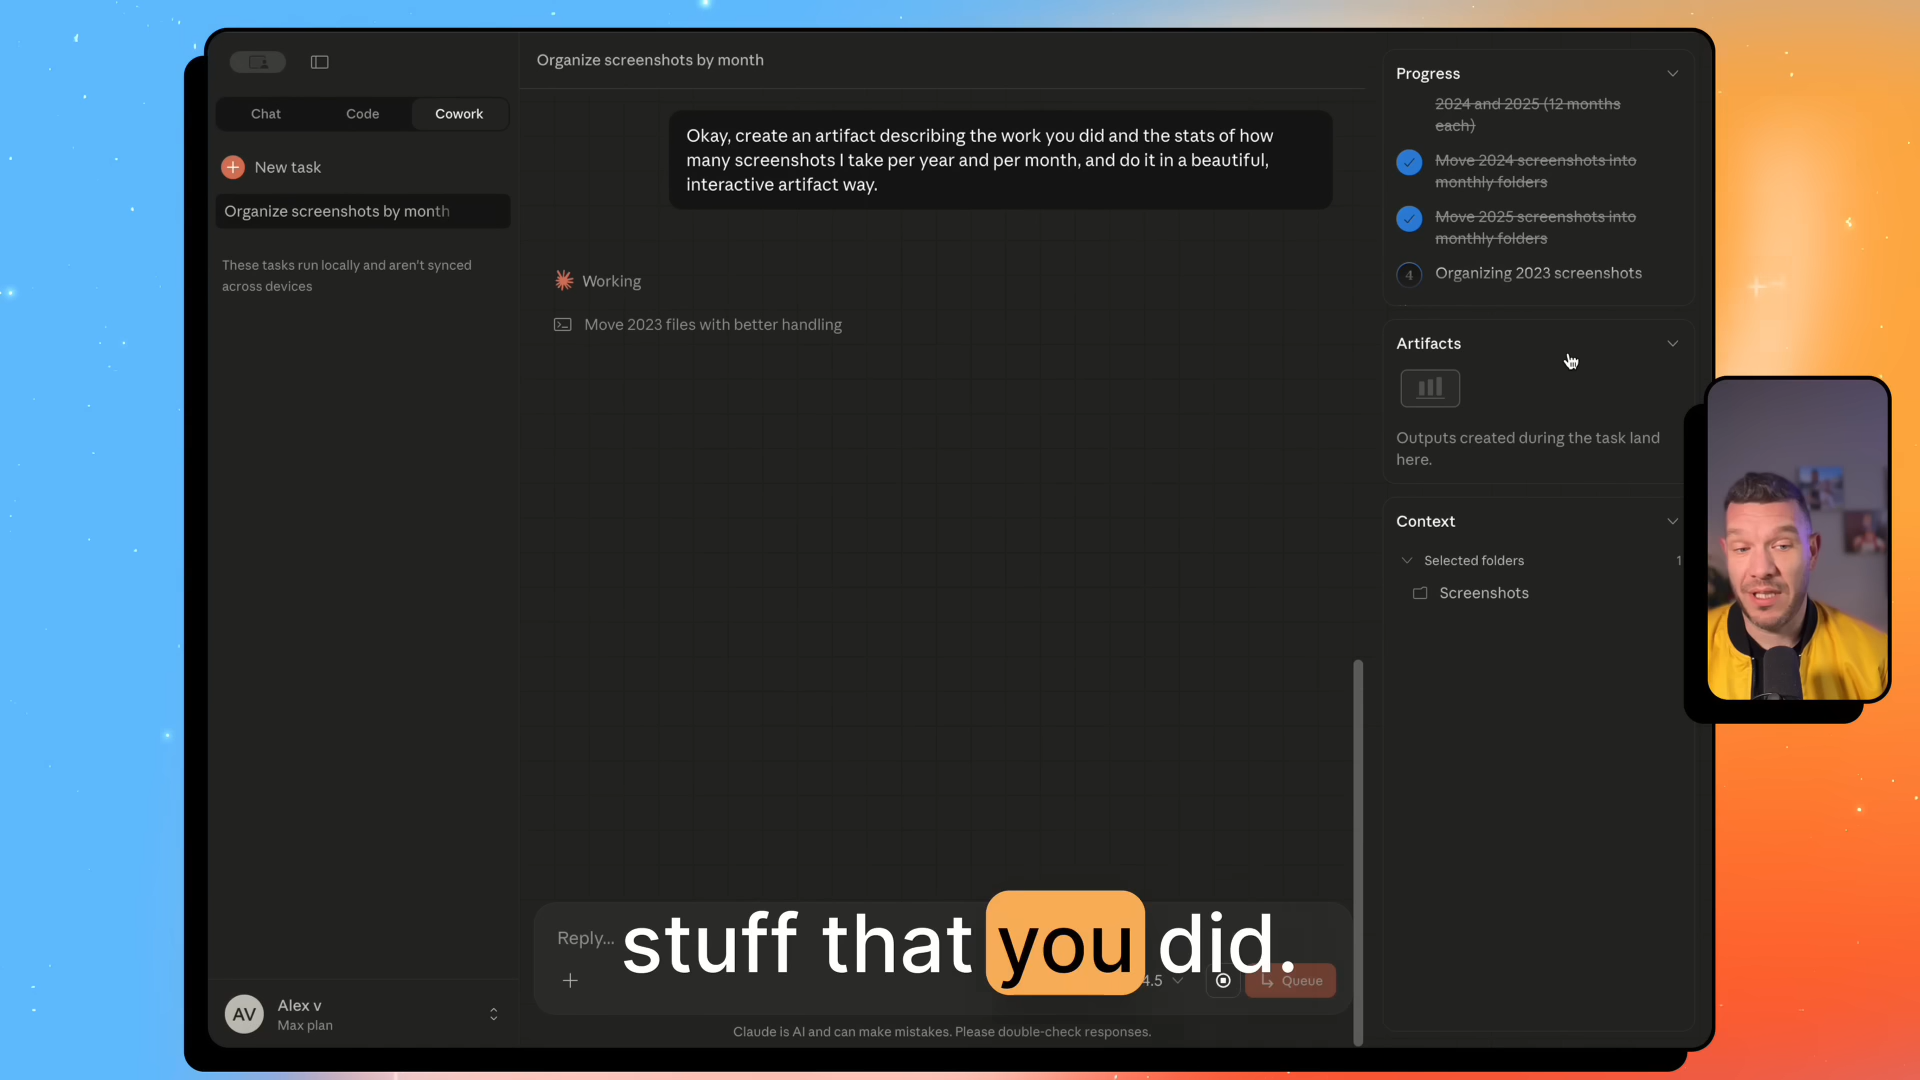 Chat
Code
Cowork
New task
Organize screenshots by month
These tasks run locally and aren't synced
across devices
AV
Alex v
Max plan
Organize screenshots by month
Okay, create an artifact describing the work you did and the stats of how
many screenshots I take per year and per month, and do it in a beautiful,
interactive artifact way.
Working
Move 2023 files with better handling
Reply...
stuff that you did.
4.5
Queue
Claude is AI and can make mistakes. Please double-check responses.
Progress
2024 and 2025 (12 months
each)
Move 2024 screenshots into
monthly folders
Move 2025 screenshots into
monthly folders
4
Organizing 2023 screenshots
Artifacts
Outputs created during the task land
here.
Context
Selected folders
1
Screenshots